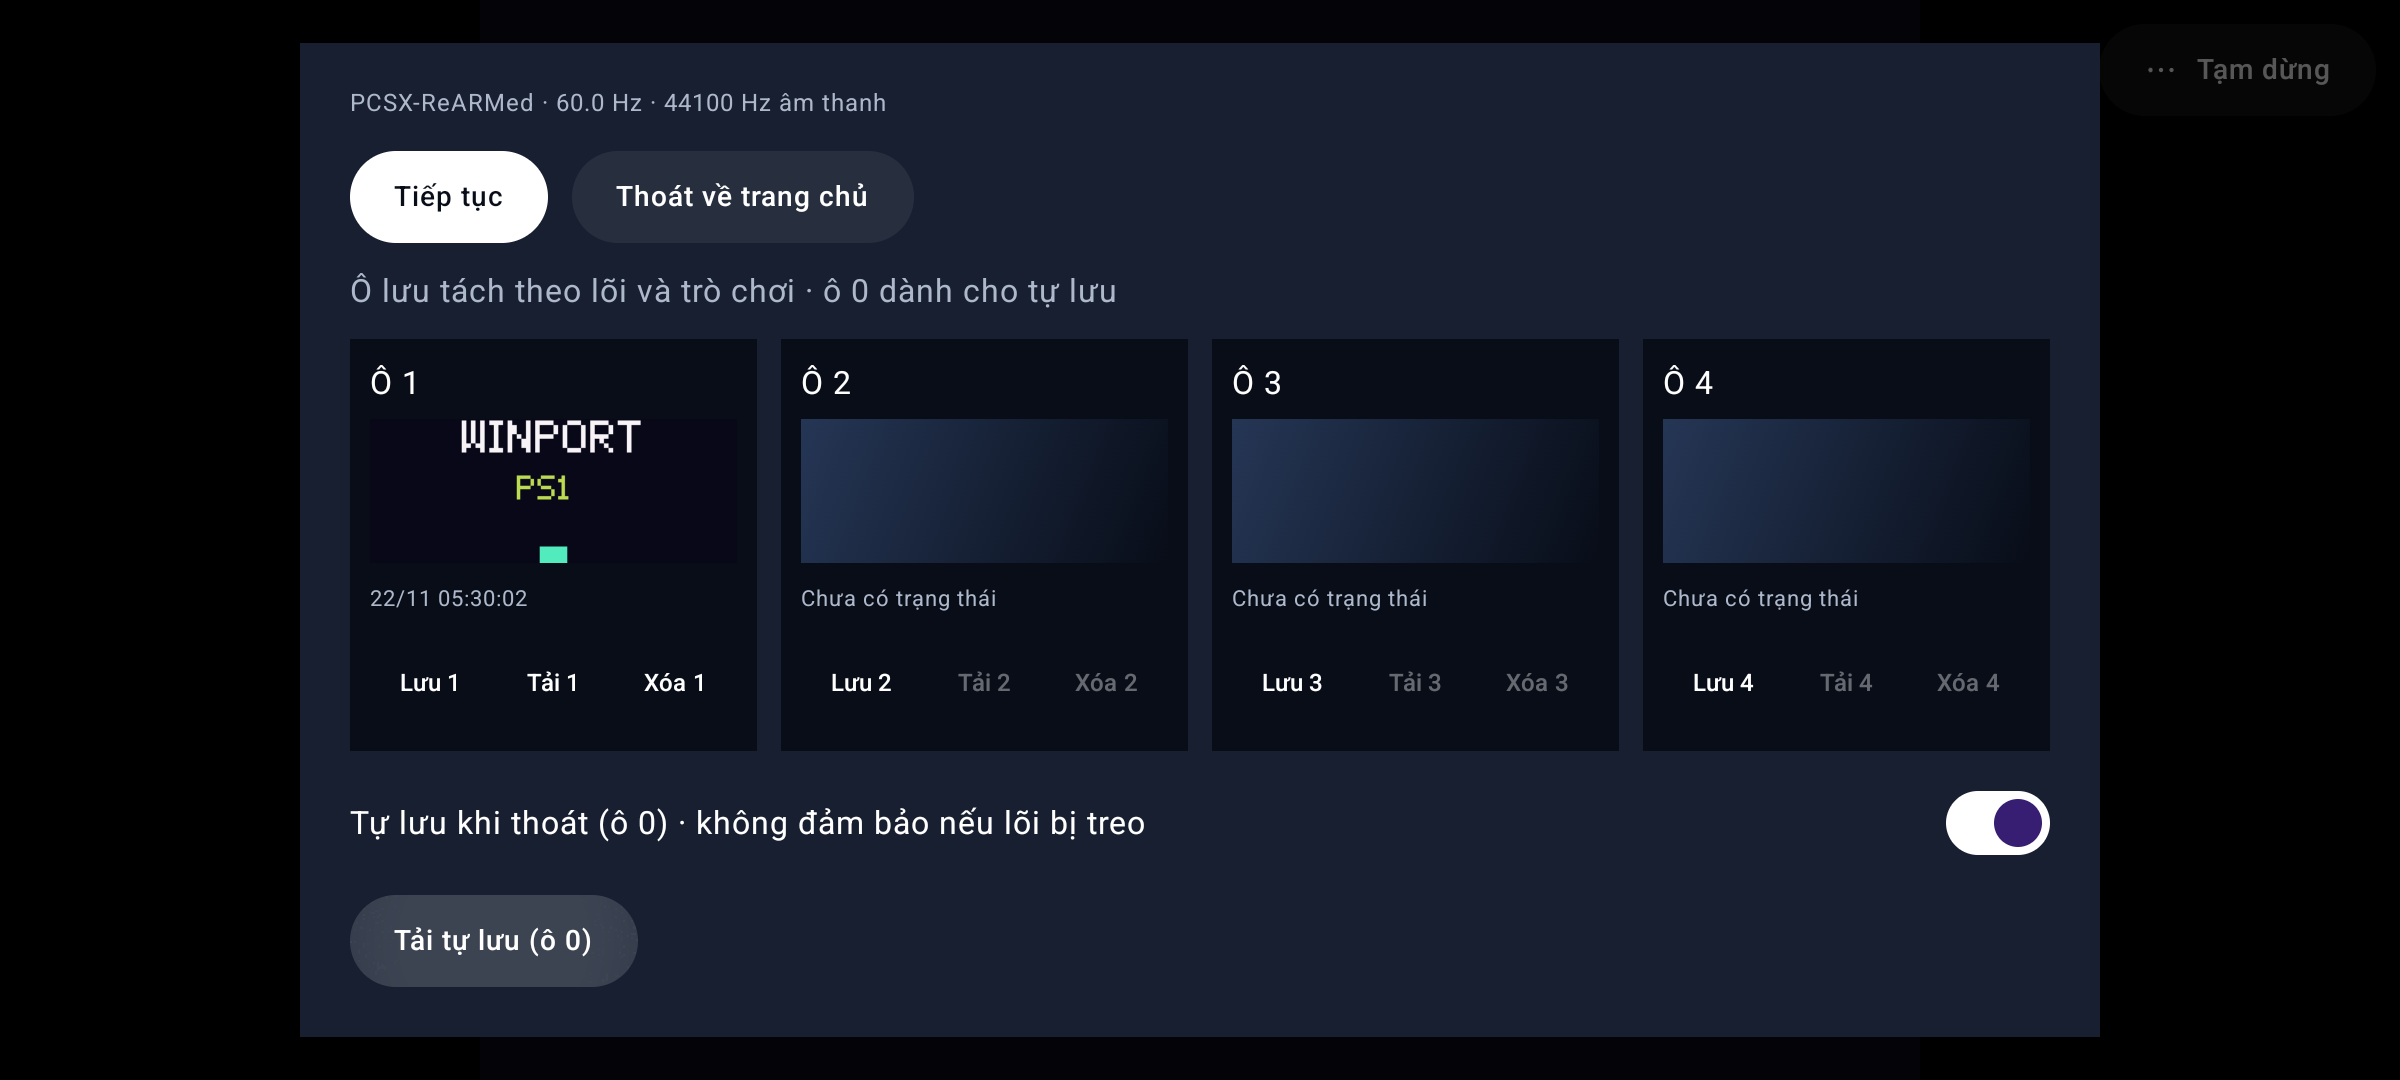 ··· Tạm dừng
PCSX-ReARMed · 60.0 Hz · 44100 Hz âm thanh
Tiếp tục
Thoát về trang chủ
Ô lưu tách theo lõi và trò chơi · ô 0 dành cho tự lưu
Ô 1
WINPORT
PS1
22/11 05:30:02
Lưu 1 Tải 1 Xóa 1
Ô 2
Chưa có trạng thái
Lưu 2 Tải 2 Xóa 2
Ô 3
Chưa có trạng thái
Lưu 3 Tải 3 Xóa 3
Ô 4
Chưa có trạng thái
Lưu 4 Tải 4 Xóa 4
Tự lưu khi thoát (ô 0) · không đảm bảo nếu lõi bị treo
Tải tự lưu (ô 0)